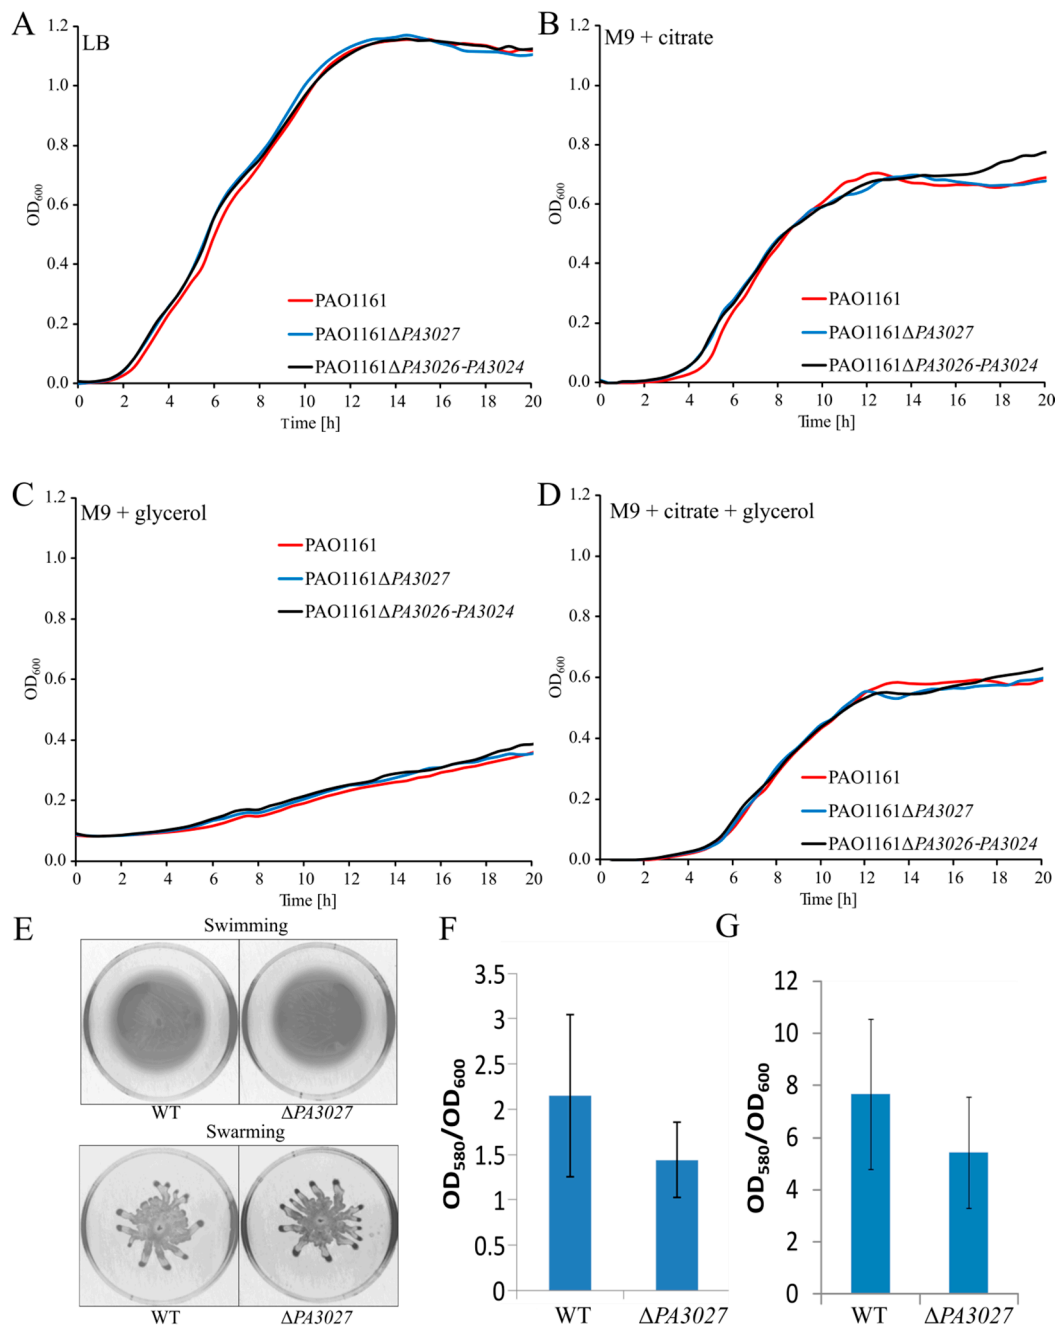 A
LB
1.2
1.0
0.8
0.6
0.4
0.2
0.0
OD600
PAO1161
PAO1161ΔPA3027
PAO1161ΔPA3026-PA3024
0 2 4 6 8 10 12 14 16 18 20
Time [h]
B
M9 + citrate
1.2
1.0
0.8
0.6
0.4
0.2
0.0
OD600
PAO1161
PAO1161ΔPA3027
PAO1161ΔPA3026-PA3024
0 2 4 6 8 10 12 14 16 18 20
Time [h]
C
M9 + glycerol
1.2
1.0
0.8
0.6
0.4
0.2
0.0
OD600
PAO1161
PAO1161ΔPA3027
PAO1161ΔPA3026-PA3024
0 2 4 6 8 10 12 14 16 18 20
Time [h]
D
M9 + citrate + glycerol
1.2
1.0
0.8
0.6
0.4
0.2
0.0
OD600
PAO1161
PAO1161ΔPA3027
PAO1161ΔPA3026-PA3024
0 2 4 6 8 10 12 14 16 18 20
Time [h]
E
Swimming
WT ΔPA3027
Swarming
WT ΔPA3027
F
3.5
3
2.5
2
1.5
1
0.5
0
OD580/OD600
WT ΔPA3027
G
12
10
8
6
4
2
0
OD580/OD600
WT ΔPA3027